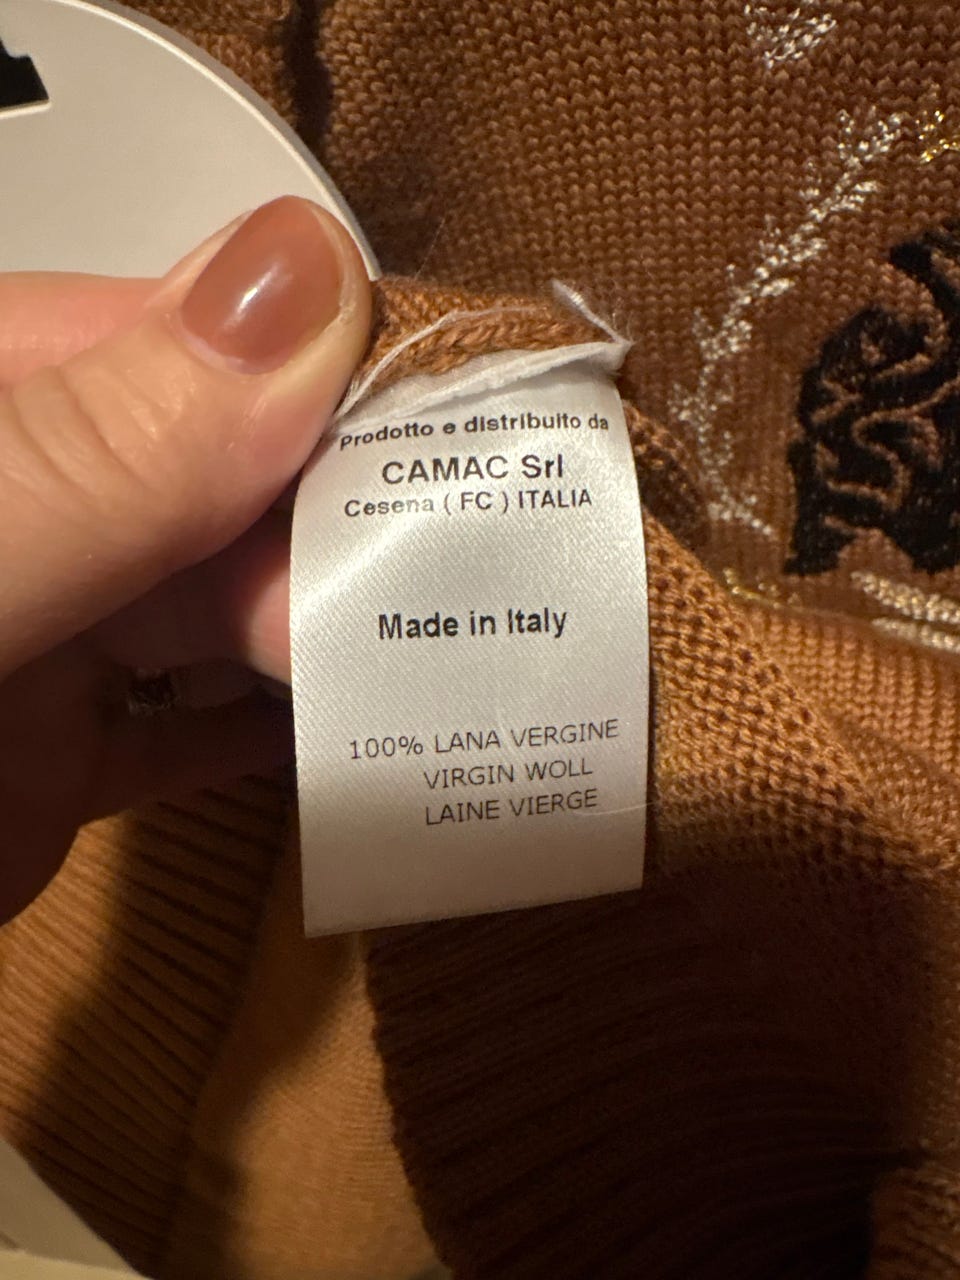 Prodotto e distribuito da
CAMAC Srl
Cesena ( FC ) ITALIA
Made in Italy
100% LANA VERGINE
VIRGIN WOLL
LAINE VIERGE